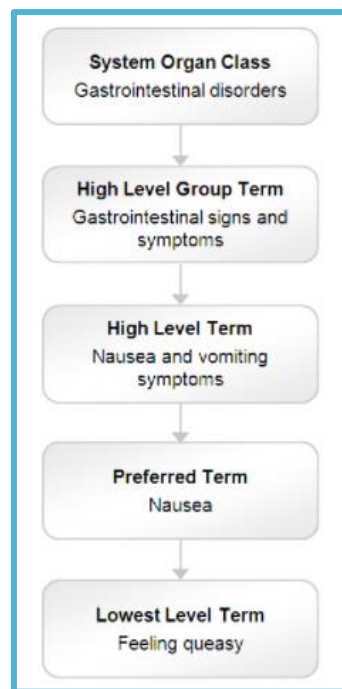 System Organ Class
Gastrointestinal disorders
High Level Group Term
Gastrointestinal signs and
symptoms
High Level Term
Nausea and vomiting
symptoms
Preferred Term
Nausea
Lowest Level Term
Feeling queasy